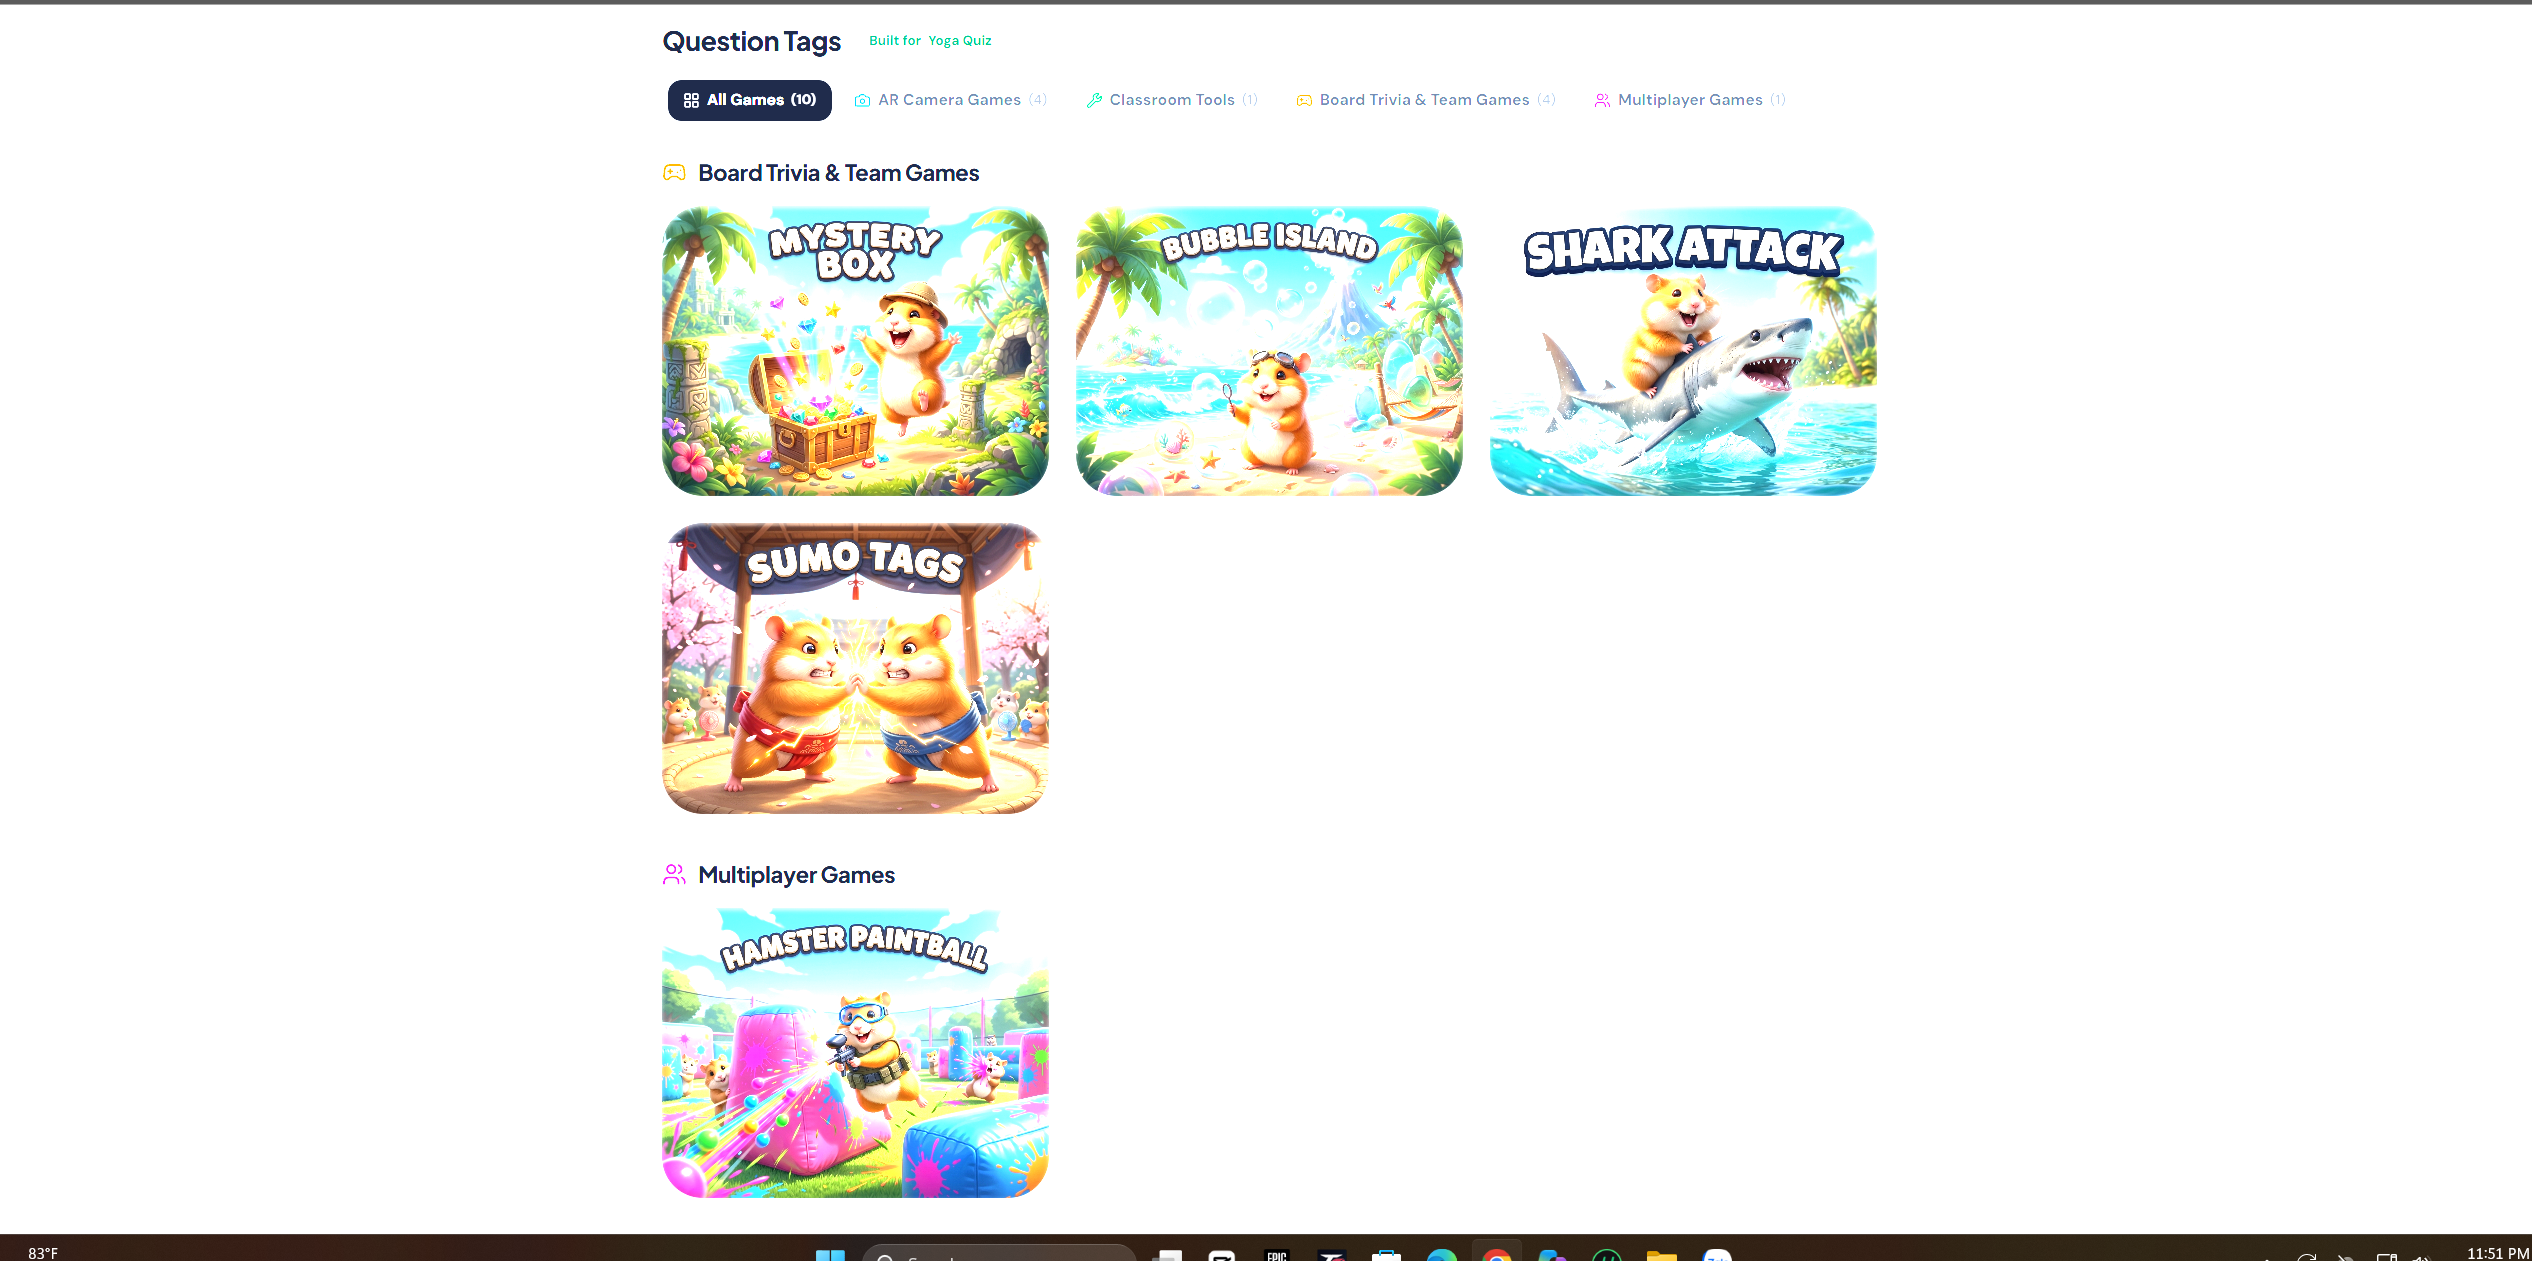 Question Tags
Built for Yoga Quiz
All Games (10)
AR Camera Games (4)
Classroom Tools (1)
Board Trivia & Team Games (4)
Multiplayer Games (1)
Board Trivia & Team Games
MYSTERY
BOX
BUBBLE ISLAND
SHARK ATTACK
SUMO TAGS
Multiplayer Games
HAMSTER PAINTBALL
83°F
EPIC
11:51 PM